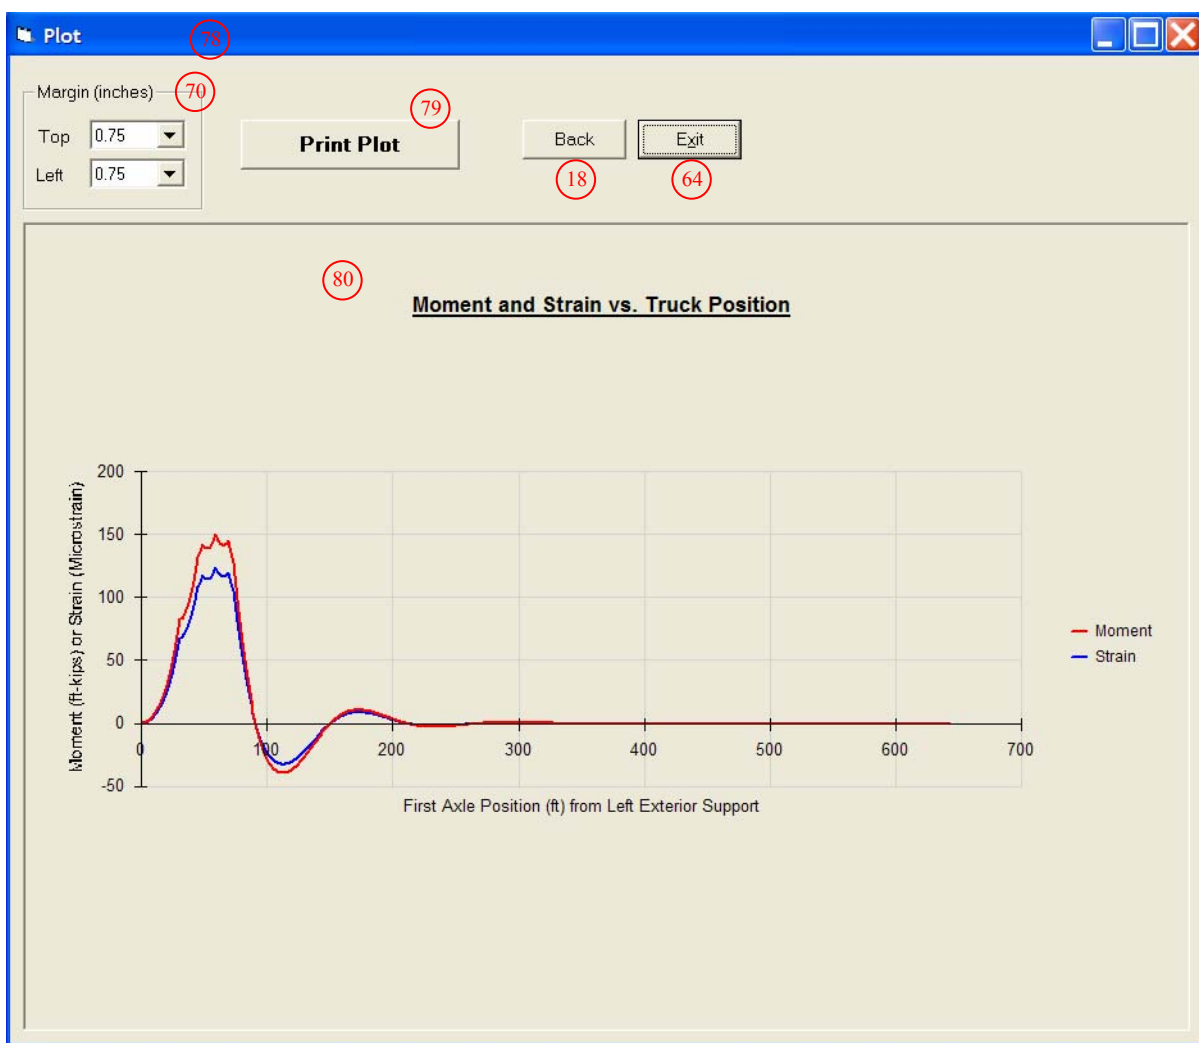 Plot
78
Margin (inches)
70
Top 0.75
Left 0.75
79
Print Plot
Back
Exit
18
64
80
Moment and Strain vs. Truck Position
Moment (ft-kips) or Strain (Microstrain)
200
150
100
50
0
-50
0 100 200 300 400 500 600 700
First Axle Position (ft) from Left Exterior Support
Moment
Strain